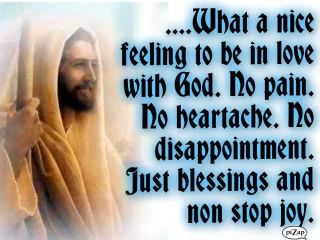 ....What a nice
feeling to be in love
with God. No pain.
No heartache. No
disappointment.
Just blessings and
non stop joy.
piZap